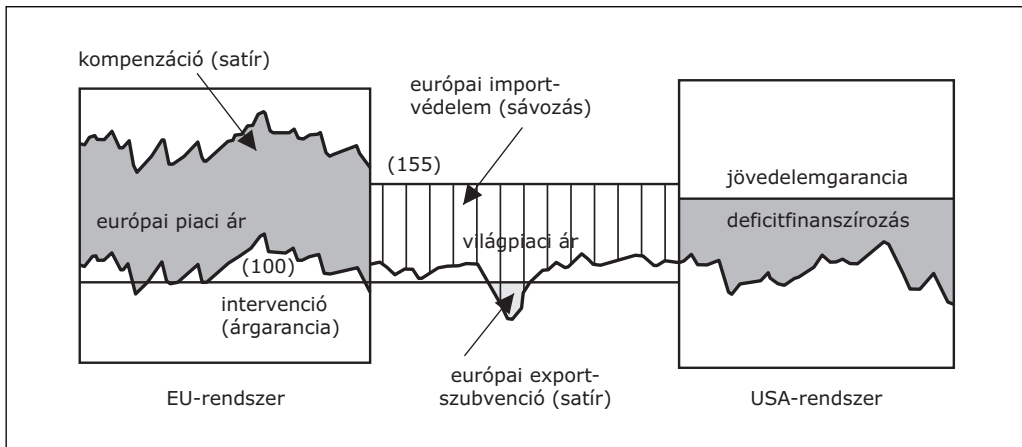 kompenzáció (satír)
európai import-
védelem (sávozás)
(155)
jövedelemgarancia
európai piaci ár
világpiaci ár
deficitfinanszírozás
(100)
intervenció
(árgarancia)
európai export-
szubvenció (satír)
EU-rendszer
USA-rendszer